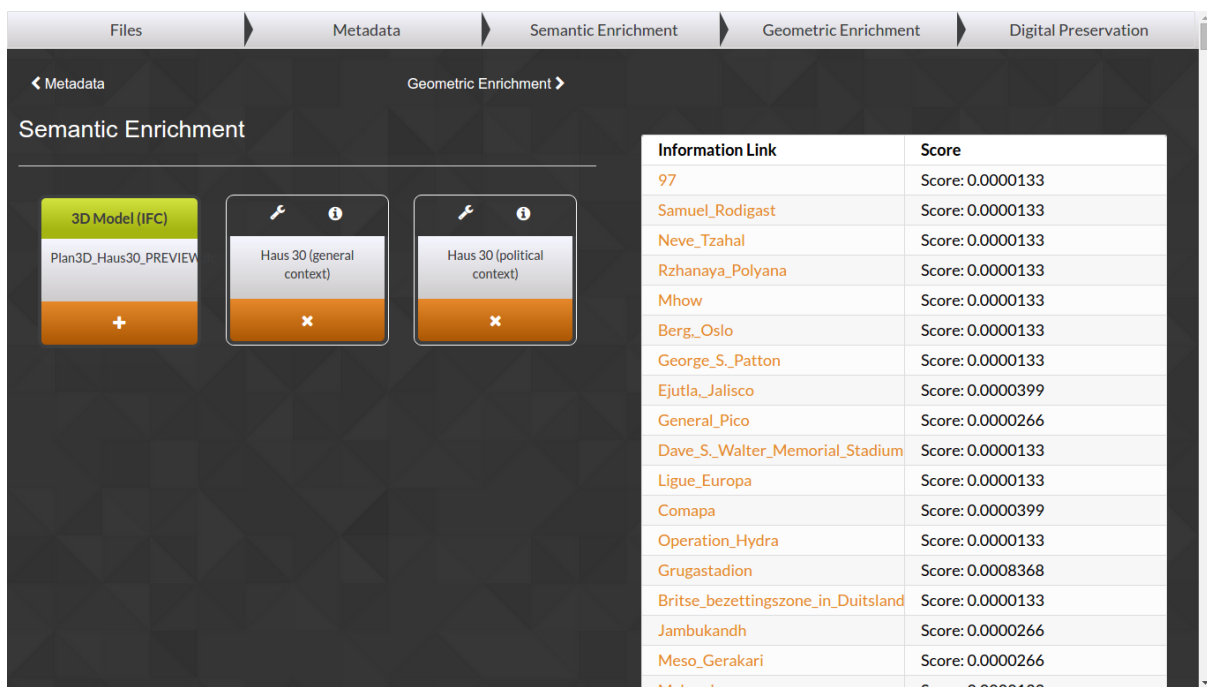 Files Metadata Semantic Enrichment Geometric Enrichment Digital Preservation
Metadata
Geometric Enrichment
Semantic Enrichment
3D Model (IFC)
Plan3D_Haus30_PREVIEW
Haus 30 (general
context)
Haus 30 (political
context)
Information Link Score
97 Score: 0.0000133
Samuel_Rodigast Score: 0.0000133
Neve_Tzahal Score: 0.0000133
Rzhanaya_Polyana Score: 0.0000133
Mhow Score: 0.0000133
Berg,_Oslo Score: 0.0000133
George_S._Patton Score: 0.0000133
Ejutla,_Jalisco Score: 0.0000399
General_Pico Score: 0.0000266
Dave_S._Walter_Memorial_Stadium Score: 0.0000133
Ligue_Europa Score: 0.0000133
Comapa Score: 0.0000399
Operation_Hydra Score: 0.0000133
Grugastadion Score: 0.0008368
Britse_bezettingszone_in_Duitsland Score: 0.0000133
Jambukandh Score: 0.0000266
Meso_Gerakari Score: 0.0000266